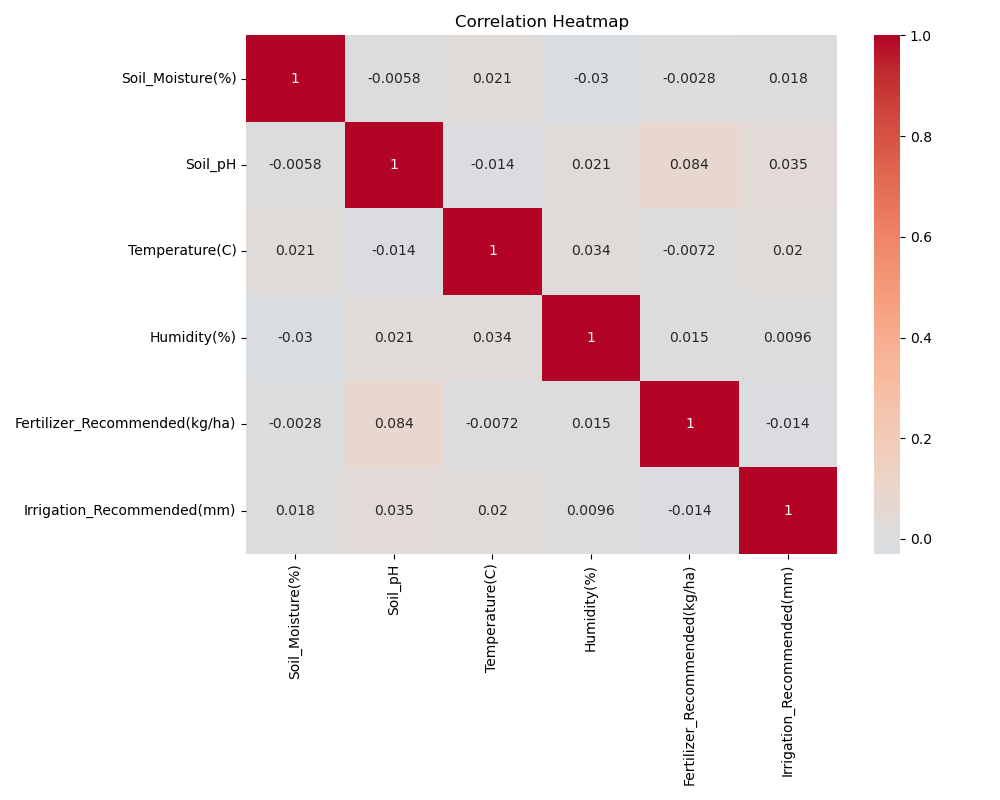 Correlation Heatmap
Soil_Moisture(%) 1 -0.0058 0.021 -0.03 -0.0028 0.018
Soil_pH -0.0058 1 -0.014 0.021 0.084 0.035
Temperature(C) 0.021 -0.014 1 0.034 -0.0072 0.02
Humidity(%) -0.03 0.021 0.034 1 0.015 0.0096
Fertilizer_Recommended(kg/ha) -0.0028 0.084 -0.0072 0.015 1 -0.014
Irrigation_Recommended(mm) 0.018 0.035 0.02 0.0096 -0.014 1
Soil_Moisture(%)
Soil_pH
Temperature(C)
Humidity(%)
Fertilizer_Recommended(kg/ha)
Irrigation_Recommended(mm)
1.0
0.8
0.6
0.4
0.2
0.0